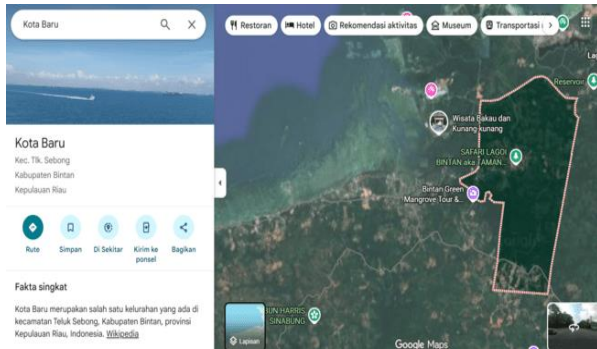 Kota Baru
Restoran
Hotel
Rekomendasi aktivitas
Museum
Transportasi
Reservoir
Wisata Bakau dan
Kunang-kunang
SAFARI LAGOI
BINTAN aka TAMAN...
Bintan Green
Mangrove Tour &...
Kota Baru
Kec. Tlk. Sebong
Kabupaten Bintan
Kepulauan Riau
Rute
Simpan
Di Sekitar
Kirim ke
ponsel
Bagikan
Fakta singkat
Kota Baru merupakan salah satu kelurahan yang ada di
kecamatan Teluk Sebong, Kabupaten Bintan, provinsi
Kepulauan Riau, Indonesia. Wikipedia
UN HARRIS
SINABUNG
Lapisan
Google Maps